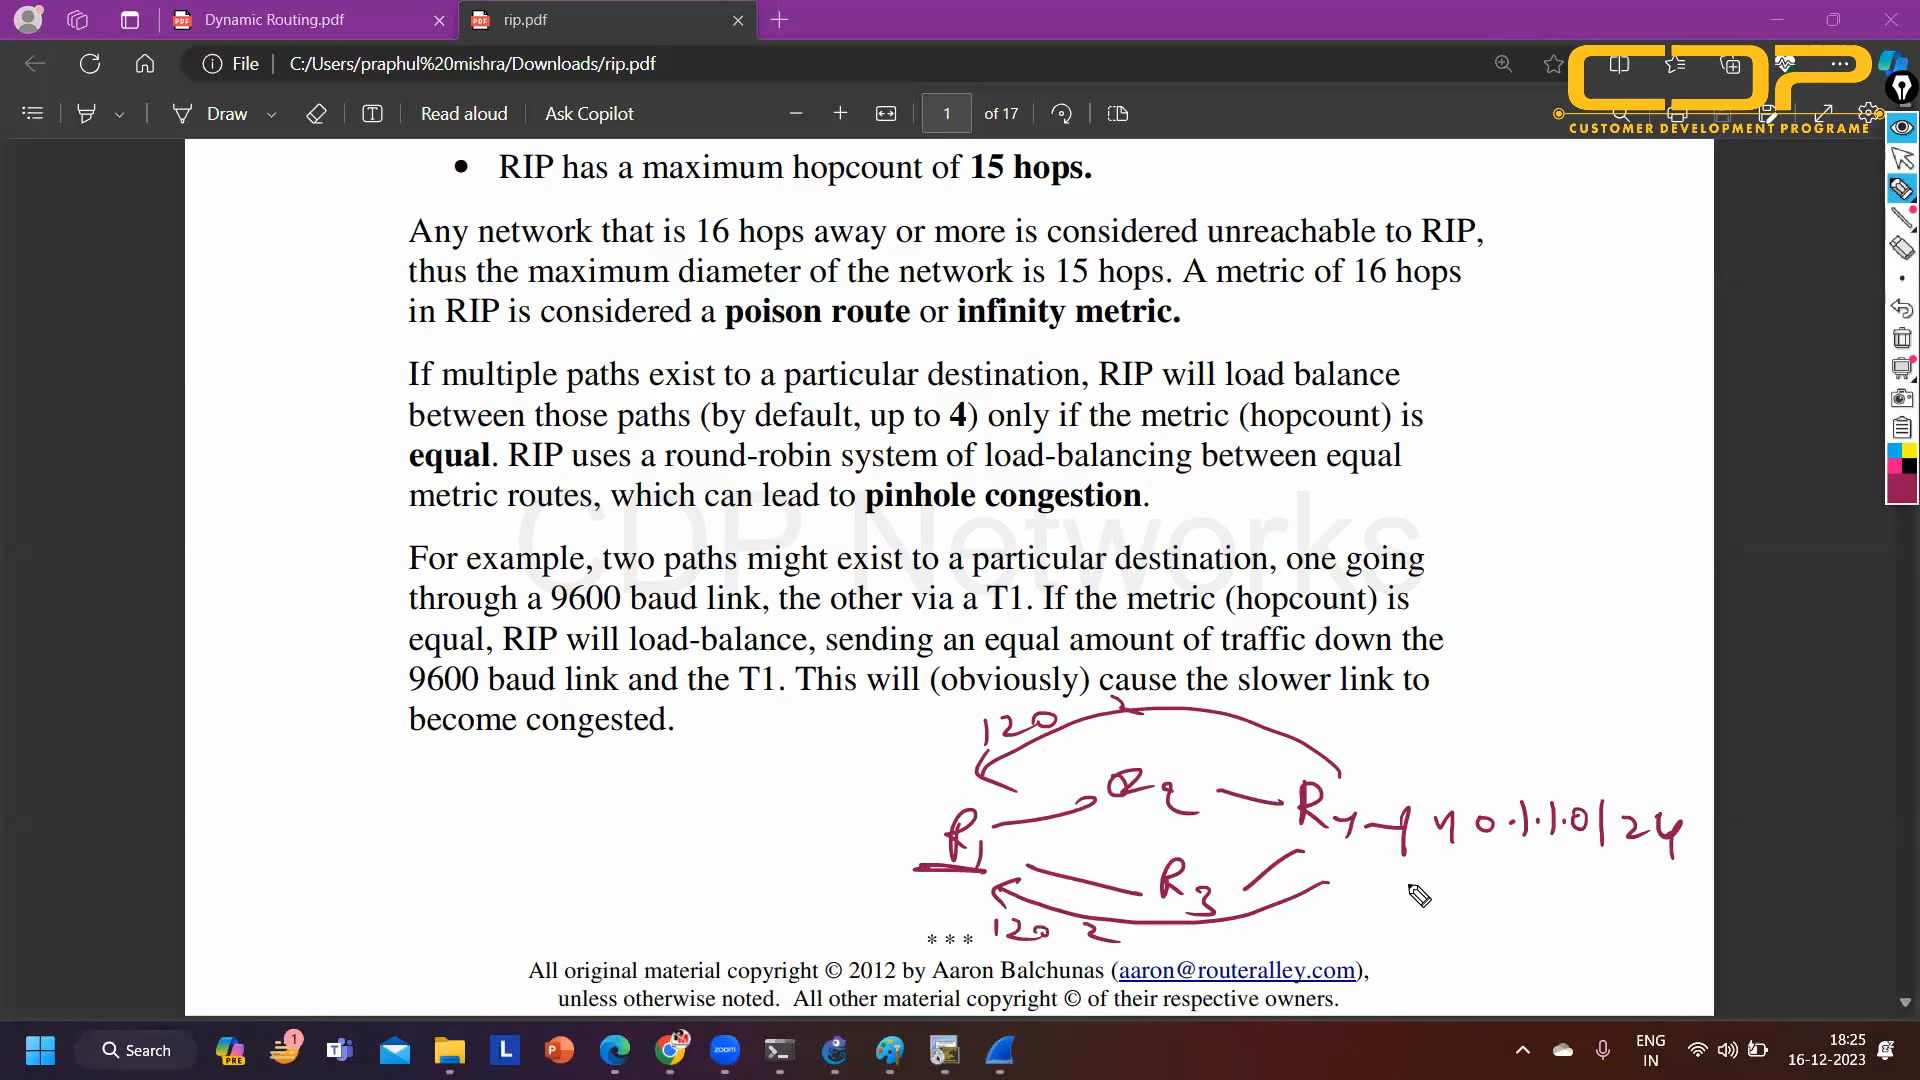 Dynamic Routing.pdf
rip.pdf
File
C:/Users/praphul%20mishra/Downloads/rip.pdf
CDP
CUSTOMER DEVELOPMENT PROGRAME
Draw
Read aloud
Ask Copilot
1
of 17
• RIP has a maximum hopcount of 15 hops.
Any network that is 16 hops away or more is considered unreachable to RIP,
thus the maximum diameter of the network is 15 hops. A metric of 16 hops
in RIP is considered a poison route or infinity metric.
If multiple paths exist to a particular destination, RIP will load balance
between those paths (by default, up to 4) only if the metric (hopcount) is
equal. RIP uses a round-robin system of load-balancing between equal
metric routes, which can lead to pinhole congestion.
CDP Networks
For example, two paths might exist to a particular destination, one going
through a 9600 baud link, the other via a T1. If the metric (hopcount) is
equal, RIP will load-balance, sending an equal amount of traffic down the
9600 baud link and the T1. This will (obviously) cause the slower link to
become congested.
120 2
R1
R4
R3
120 2
* * *
All original material copyright © 2012 by Aaron Balchunas (aaron@routeralley.com),
unless otherwise noted. All other material copyright © of their respective owners.
Search
PRE
1
L
zoom
ENG
IN
18:25
16-12-2023